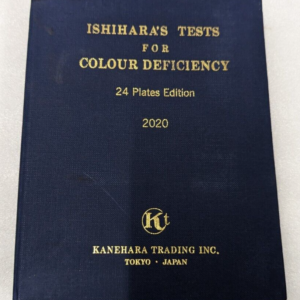 ISHIHARA'S TESTS
FOR
COLOUR DEFICIENCY
24 Plates Edition
2020
Kt
KANEHARA TRADING INC.
TOKYO · JAPAN